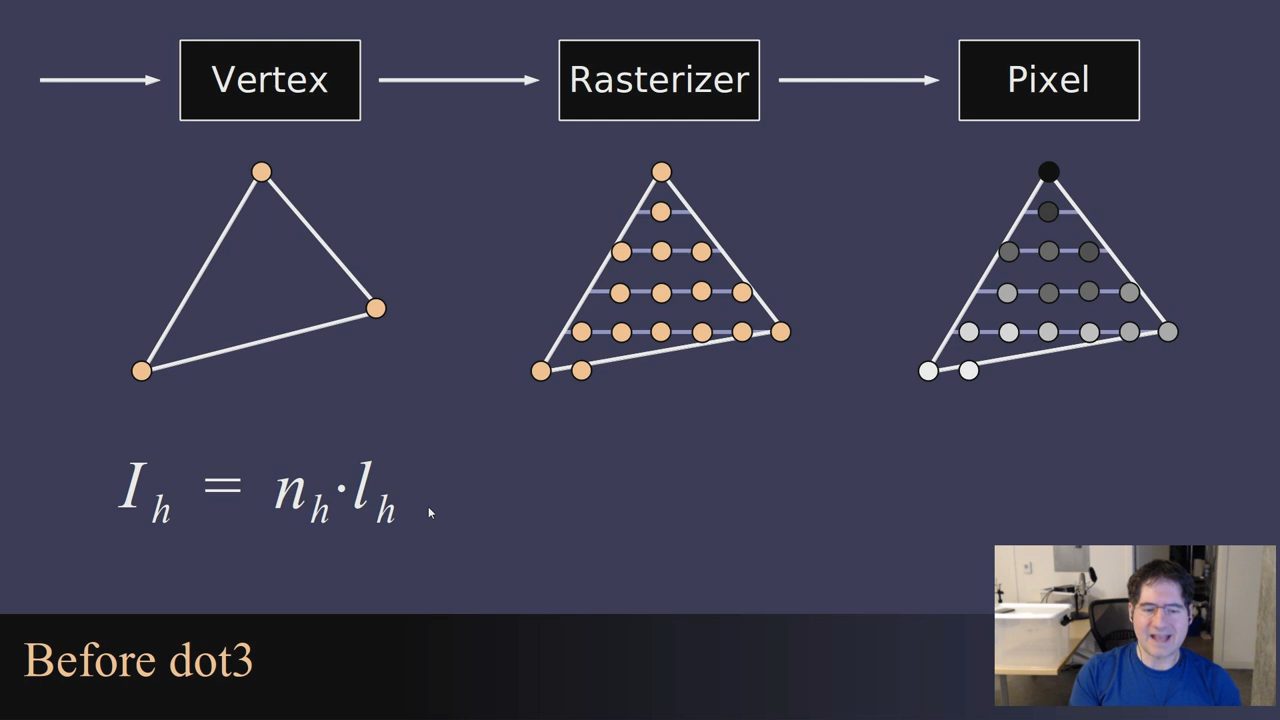 Vertex
Rasterizer
Pixel
I_h = n_h·l_h
Before dot3